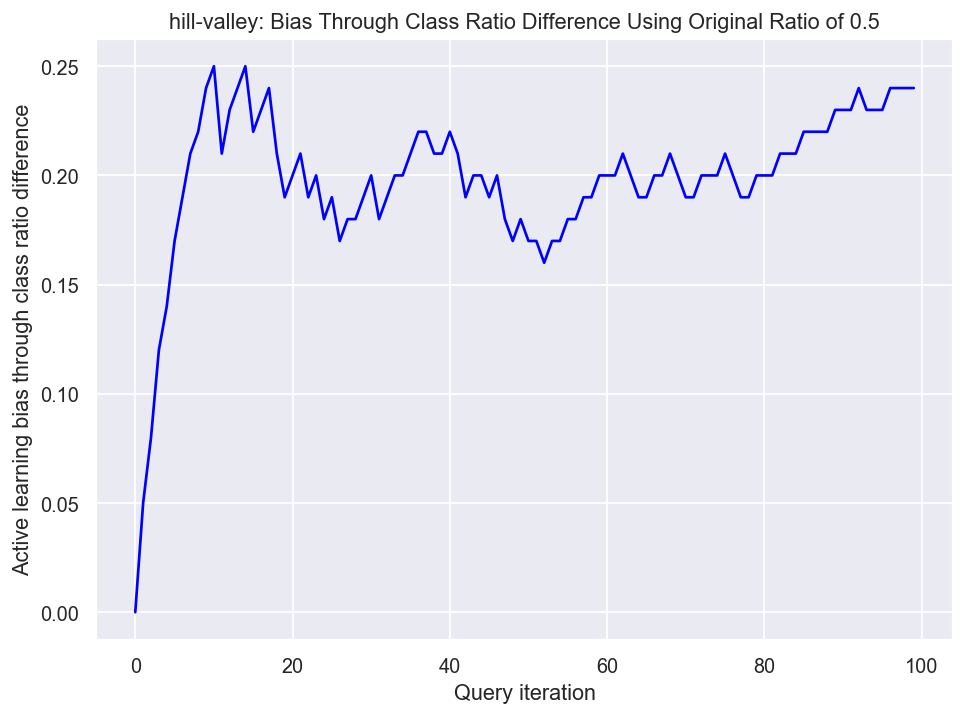 hill-valley: Bias Through Class Ratio Difference Using Original Ratio of 0.5
Active learning bias through class ratio difference
0.25
0.20
0.15
0.10
0.05
0.00
0 20 40 60 80 100
Query iteration